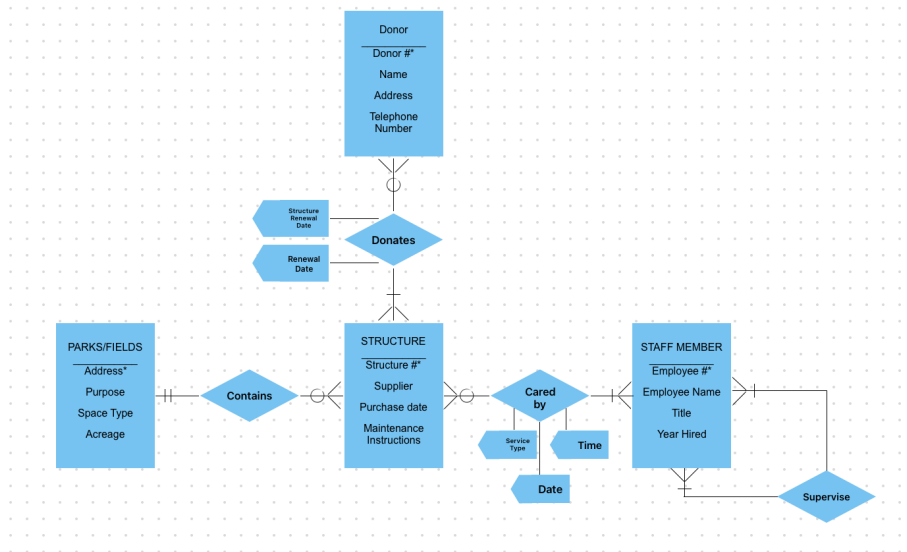 Donor
Donor #*
Name
Address
Telephone
Number
Structure
Renewal
Date
Donates
Renewal
Date
PARKS/FIELDS
Address*
Purpose
Space Type
Acreage
Contains
STRUCTURE
Structure #*
Supplier
Purchase date
Maintenance
Instructions
Cared
by
Service
Type
Time
Date
STAFF MEMBER
Employee #*
Employee Name
Title
Year Hired
Supervise